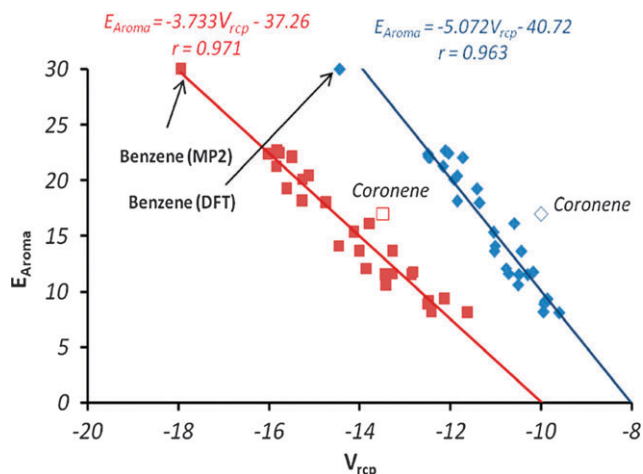 E_Aroma = -3.733V_rcp - 37.26
r = 0.971
E_Aroma = -5.072V_rcp - 40.72
r = 0.963
30
25
20
15
10
5
0
E_Aroma
Benzene (MP2)
Benzene (DFT)
Coronene
Coronene
-20 -18 -16 -14 -12 -10 -8
V_rcp